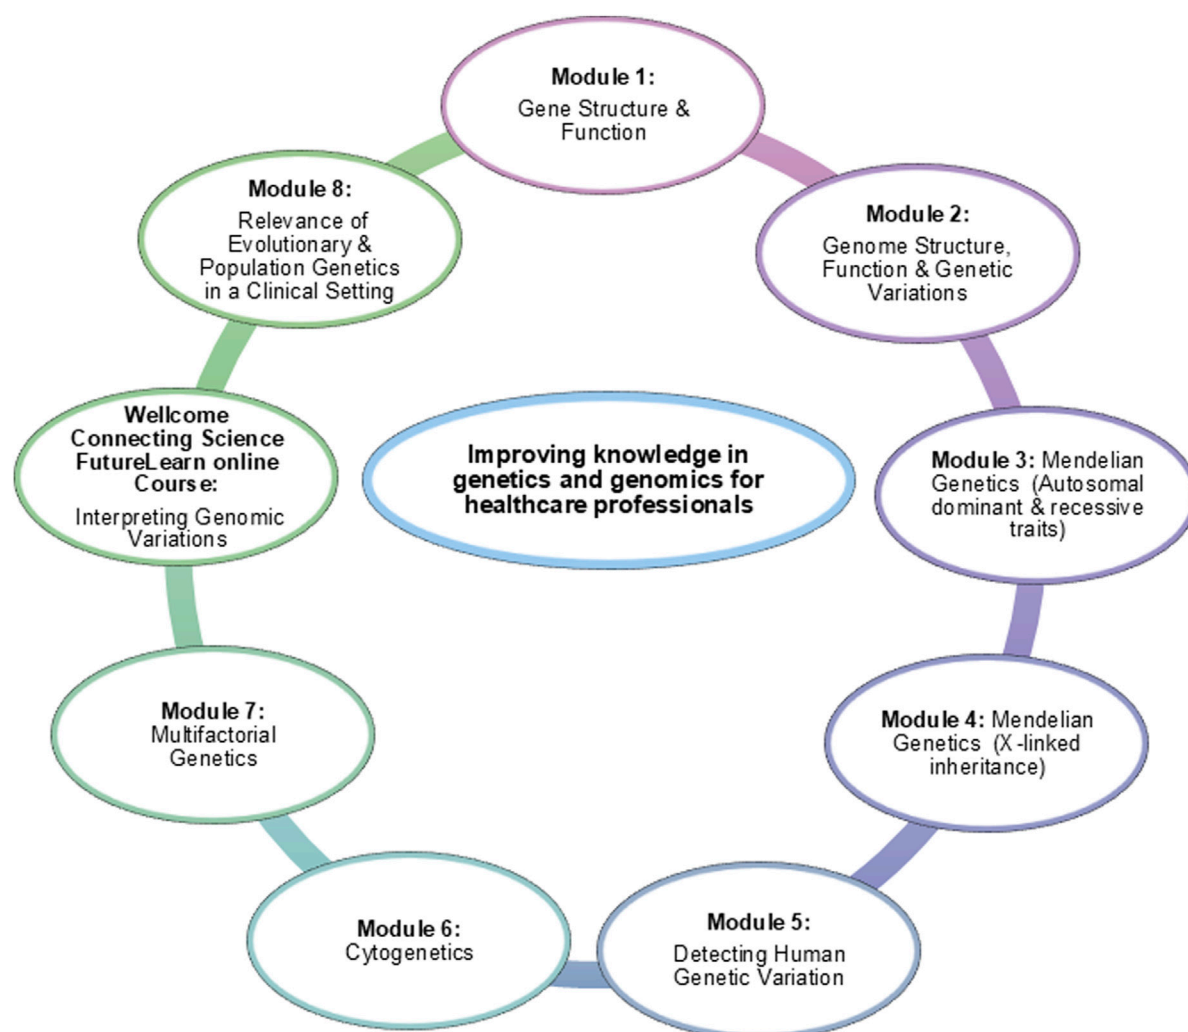 Module 1:
Gene Structure &
Function
Module 2:
Genome Structure,
Function & Genetic
Variations
Module 3: Mendelian
Genetics (Autosomal
dominant & recessive
traits)
Module 4: Mendelian
Genetics (X-linked
inheritance)
Module 5:
Detecting Human
Genetic Variation
Module 6:
Cytogenetics
Module 7:
Multifactorial
Genetics
Wellcome
Connecting Science
FutureLearn online
Course:
Interpreting Genomic
Variations
Module 8:
Relevance of
Evolutionary &
Population Genetics
in a Clinical Setting
Improving knowledge in
genetics and genomics for
healthcare professionals